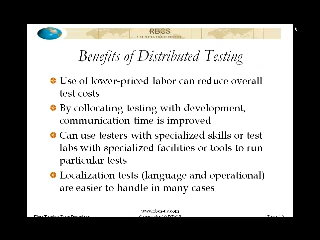 RBCS
Benefits of Distributed Testing
Use of lower-priced labor can reduce overall
test costs
By collocating testing with development,
communication time is improved
Can use testers with specialized skills or test
labs with specialized facilities or tools to run
particular tests
Localization tests (language and operational)
are easier to handle in many cases